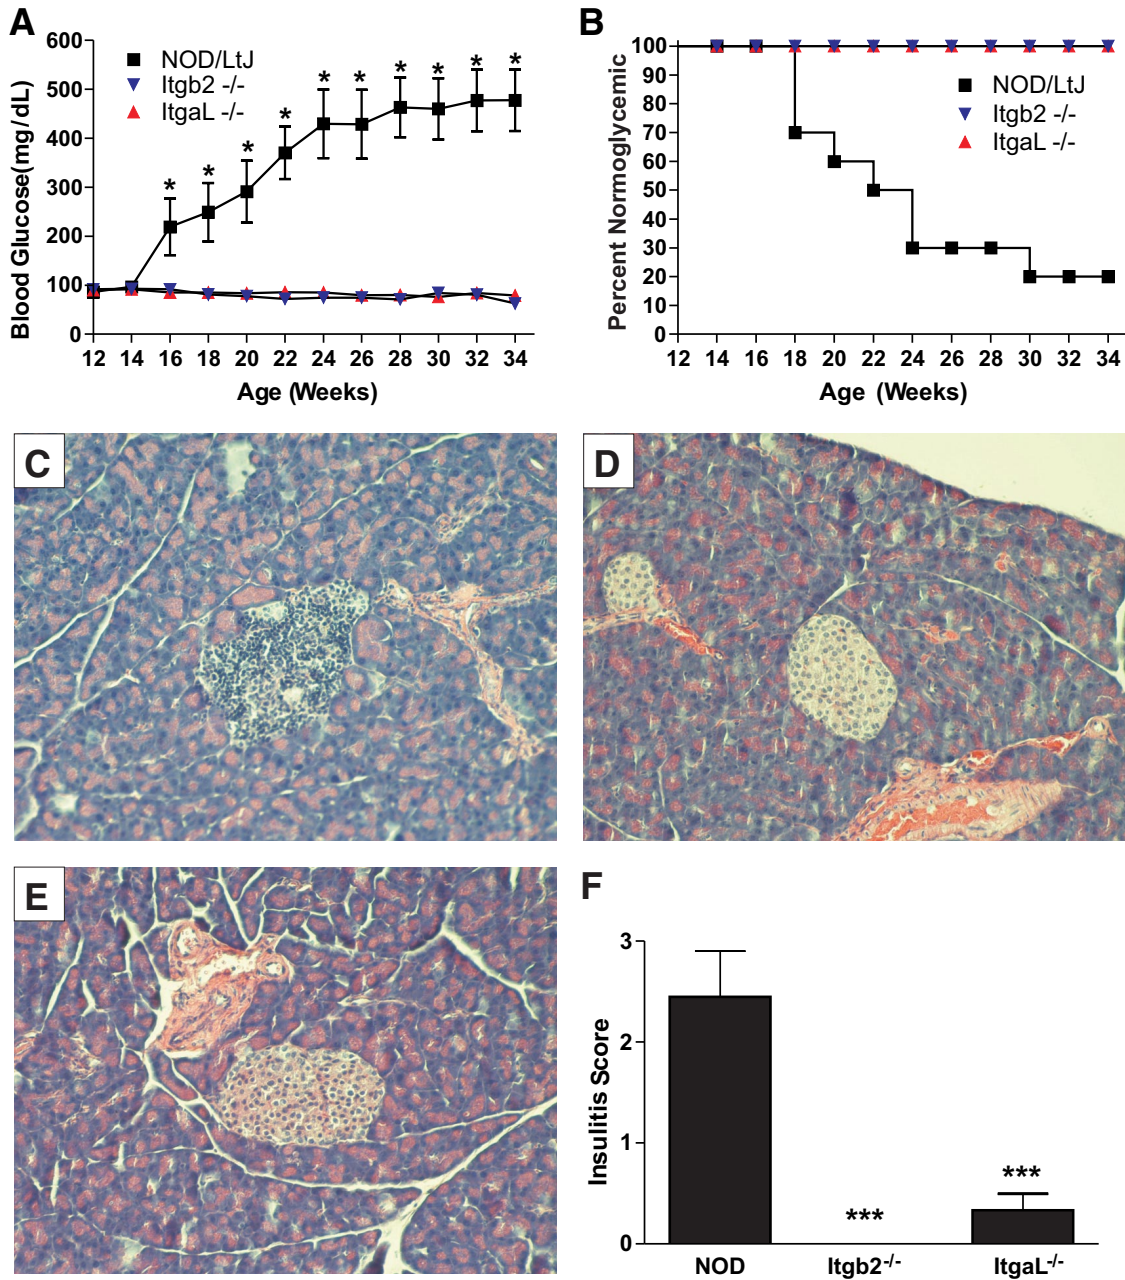 A
600
500
400
300
200
100
0
Blood Glucose(mg/dL)
NOD/LtJ
Itgb2 -/-
ItgaL -/-
* * * * * * * * * *
12 14 16 18 20 22 24 26 28 30 32 34
Age (Weeks)
B
100
90
80
70
60
50
40
30
20
10
0
Percent Normoglycemic
NOD/LtJ
Itgb2 -/-
ItgaL -/-
12 14 16 18 20 22 24 26 28 30 32 34
Age (Weeks)
C
D
E
F
3
2
1
0
Insulitis Score
***
***
NOD Itgb2-/- ItgaL-/-